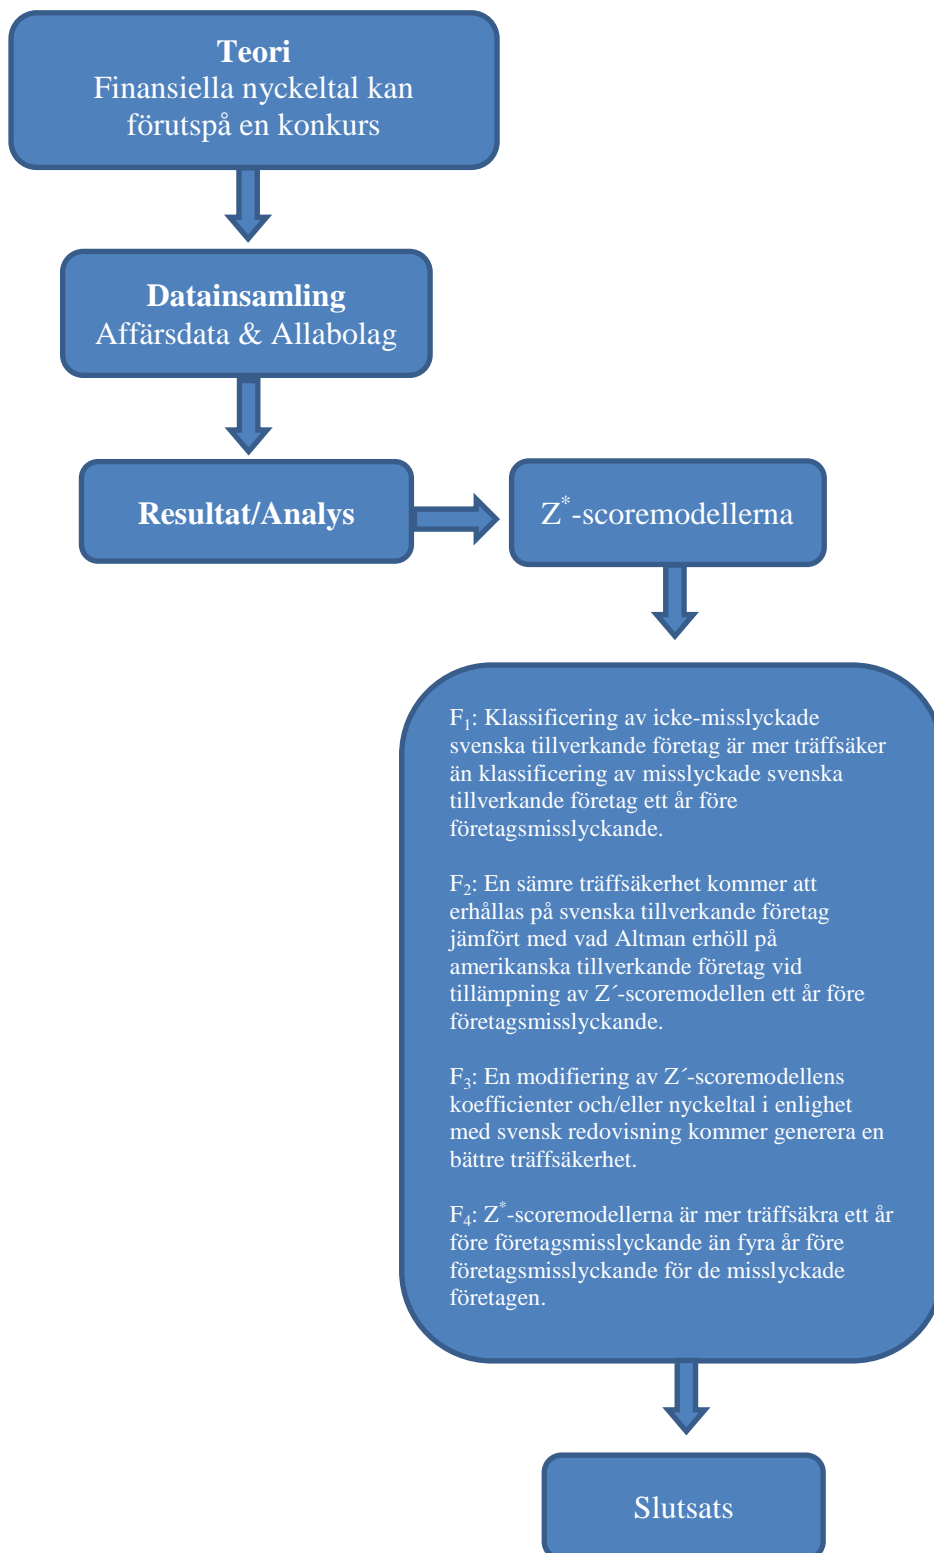 Teori
Finansiella nyckeltal kan
förutspå en konkurs
Datainsamling
Affärsdata & Allabolag
Resultat/Analys
Z*-scoremodellerna
F₁: Klassificering av icke-misslyckade
svenska tillverkande företag är mer träffsäker
än klassificering av misslyckade svenska
tillverkande företag ett år före
företagsmisslyckande.
F₂: En sämre träffsäkerhet kommer att
erhållas på svenska tillverkande företag
jämfört med vad Altman erhöll på
amerikanska tillverkande företag vid
tillämpning av Z´-scoremodellen ett år före
företagsmisslyckande.
F₃: En modifiering av Z´-scoremodellens
koefficienter och/eller nyckeltal i enlighet
med svensk redovisning kommer generera en
bättre träffsäkerhet.
F₄: Z*-scoremodellerna är mer träffsäkra ett år
före företagsmisslyckande än fyra år före
företagsmisslyckande för de misslyckade
företagen.
Slutsats